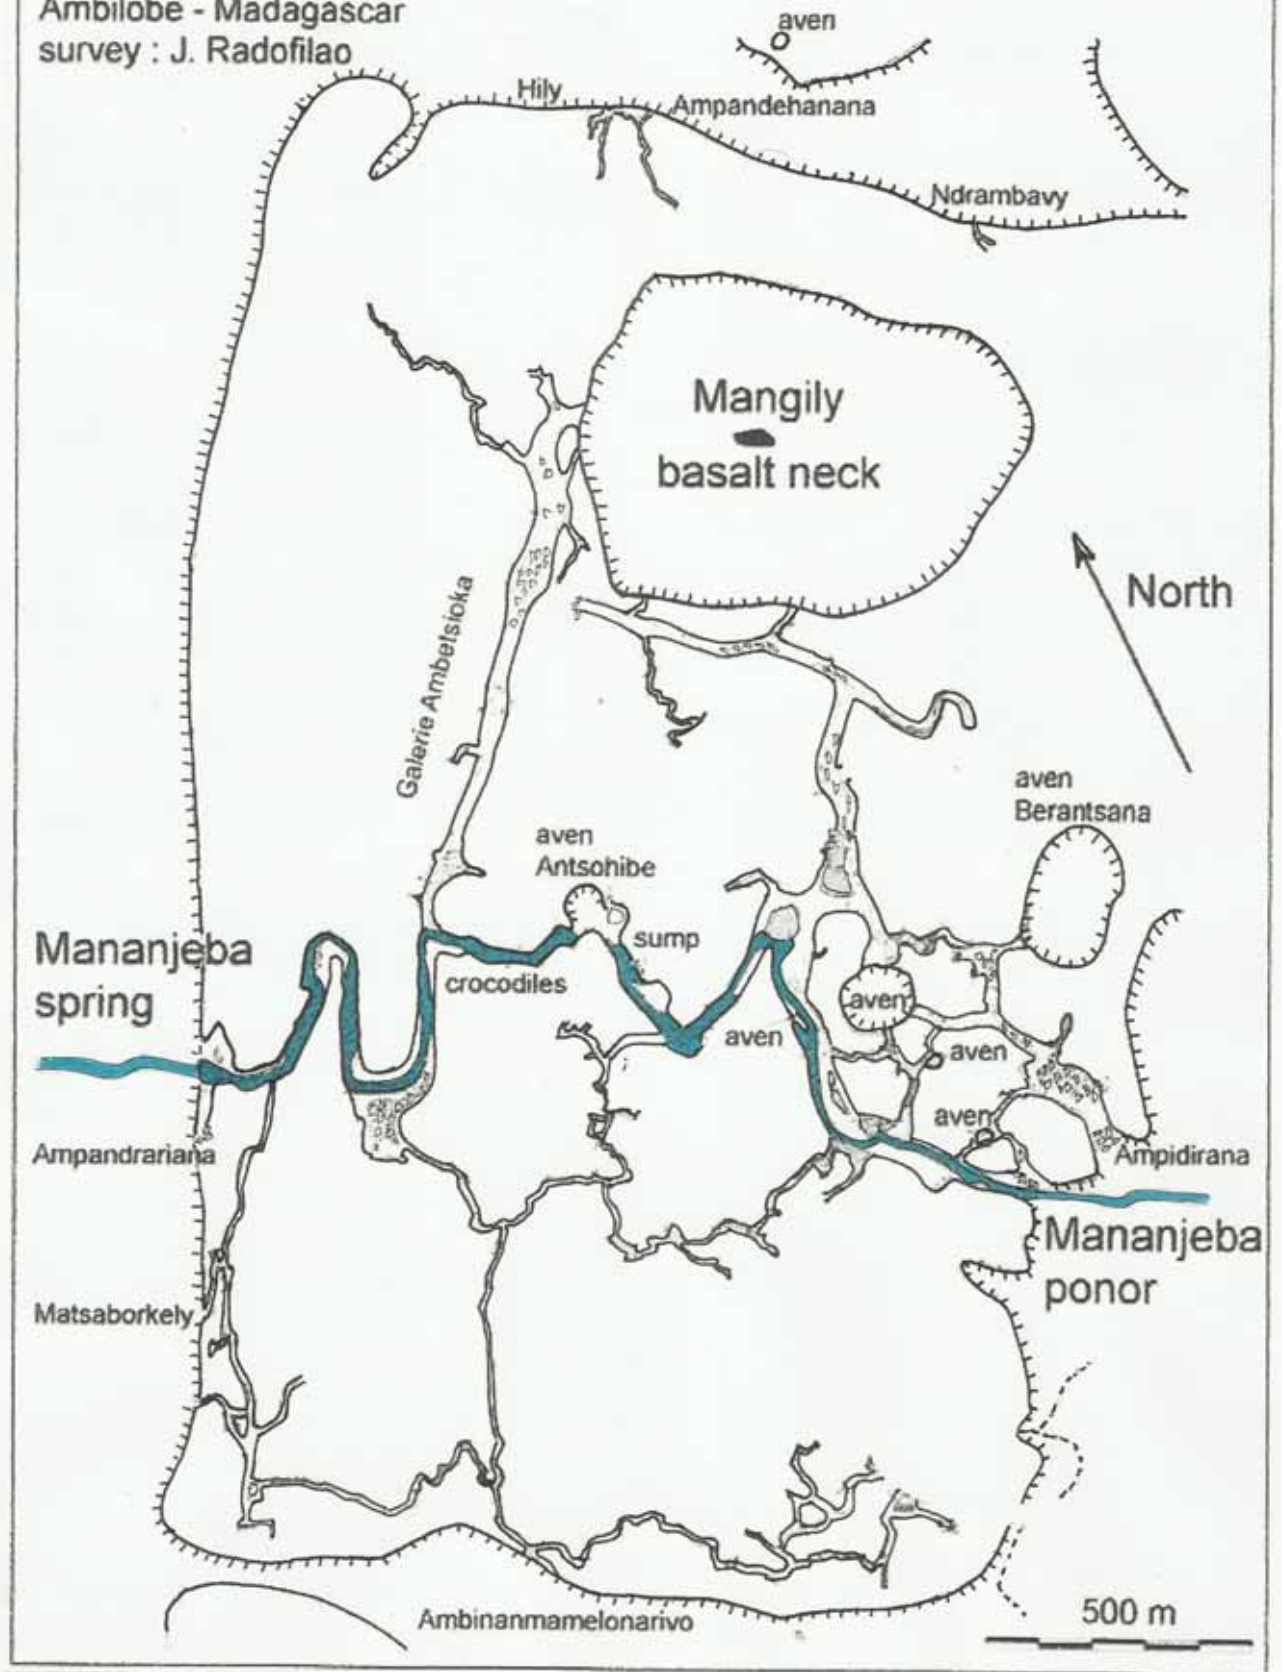 Ambilobe - Madagascar
survey : J. Radofilao
aven
Hily
Ampandehanana
Ndrambavy
Mangily
basalt neck
North
Galerie Ambetsioka
aven
Berantsana
aven
Antsohibe
sump
Mananjeba
spring
crocodiles
aven
aven
aven
aven
Ampandrariana
Ampidirana
Mananjeba
ponor
Matsaborkely
500 m
Ambinanmamelonarivo